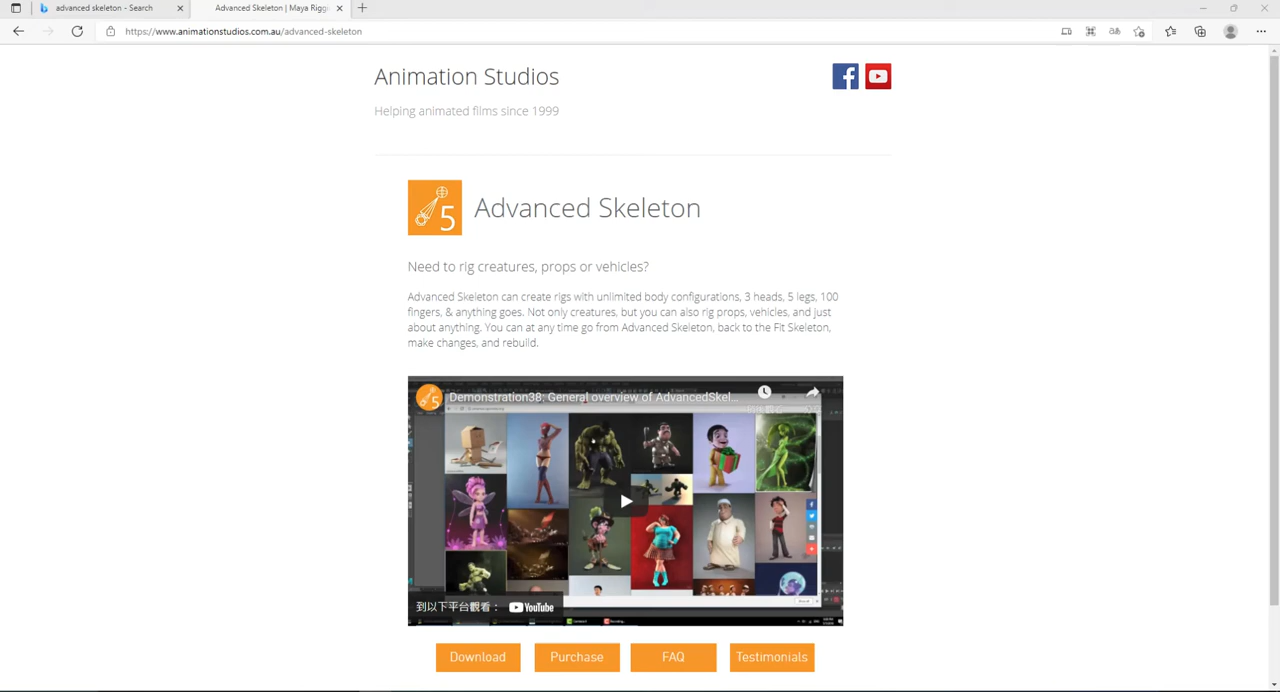 advanced skeleton - Search
Advanced Skeleton | Maya Riggi
https://www.animationstudios.com.au/advanced-skeleton
Animation Studios
Helping animated films since 1999
5
Advanced Skeleton
Need to rig creatures, props or vehicles?
Advanced Skeleton can create rigs with unlimited body configurations, 3 heads, 5 legs, 100
fingers, & anything goes. Not only creatures, but you can also rig props, vehicles, and just
about anything. You can at any time go from Advanced Skeleton, back to the Fit Skeleton,
make changes, and rebuild.
5
Demonstration38: General overview of AdvancedSkel...
到以下平台觀看： YouTube
Download
Purchase
FAQ
Testimonials